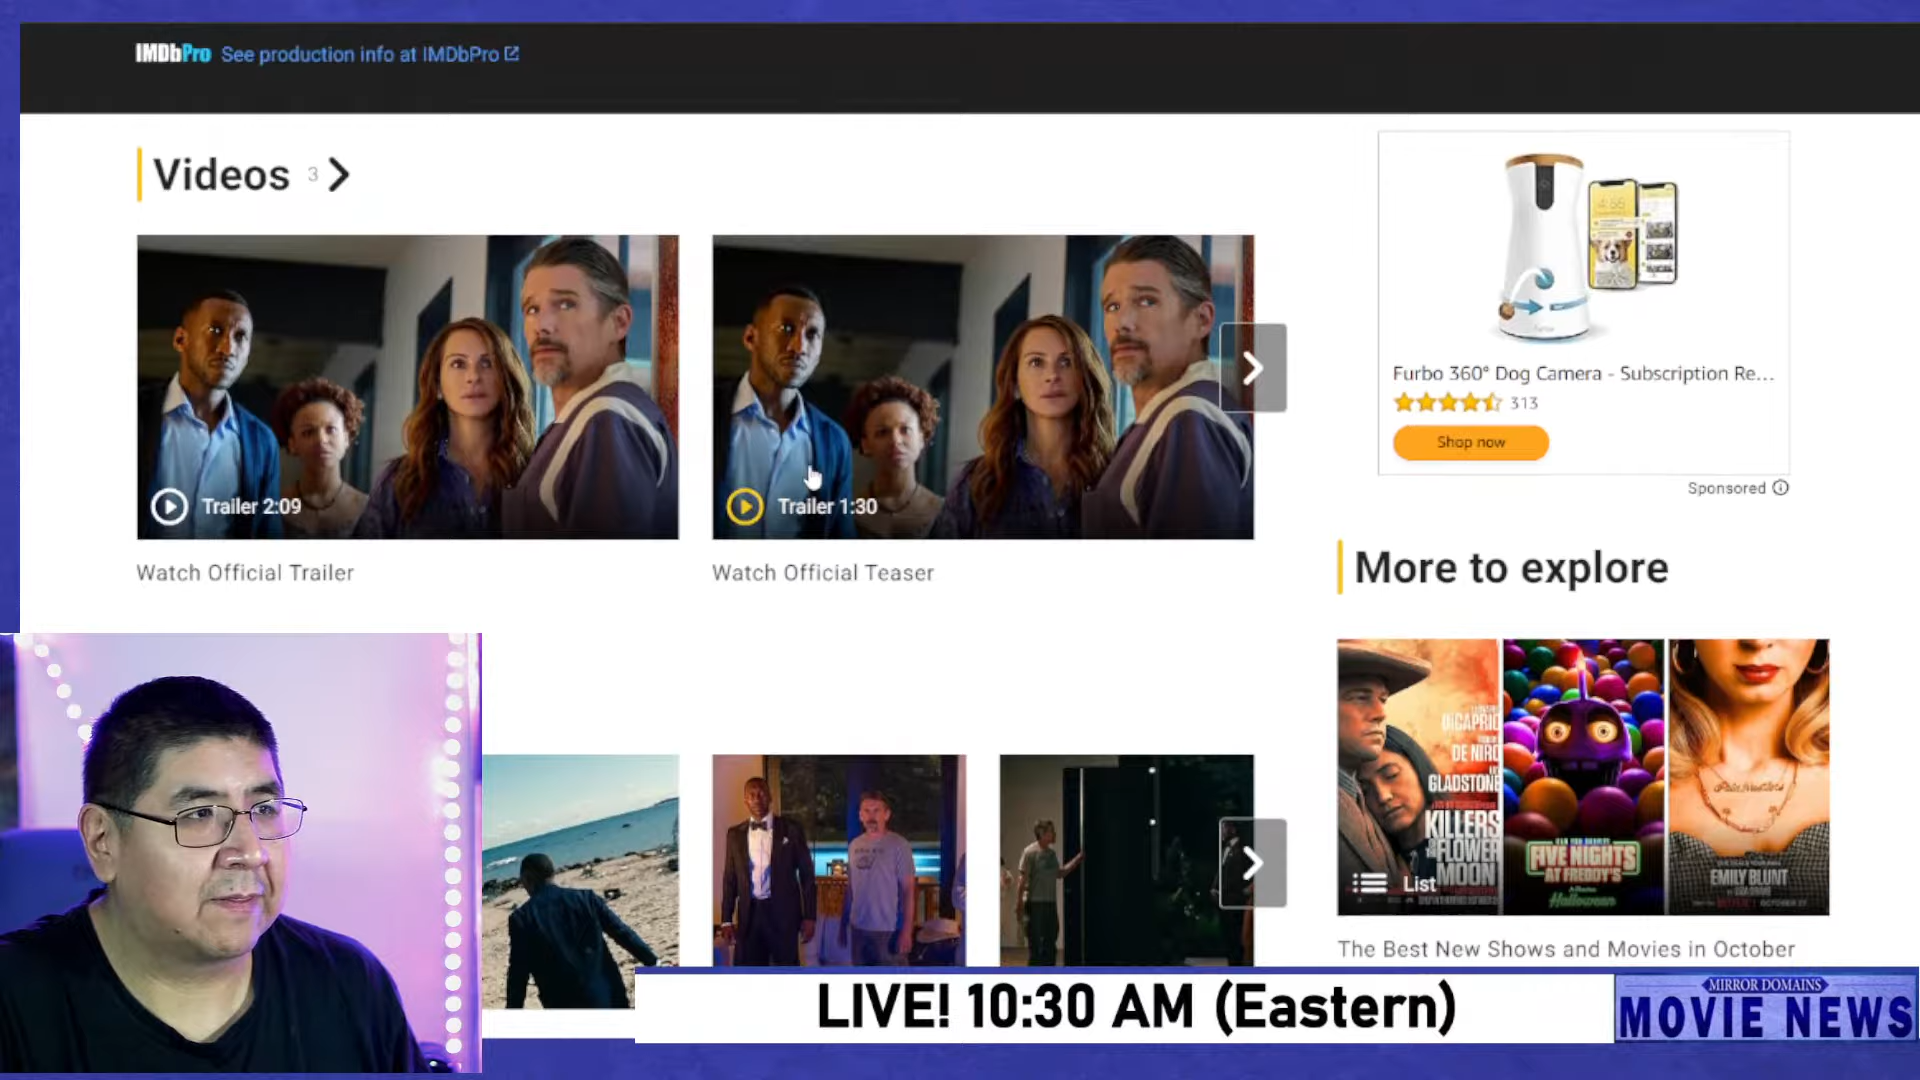 IMDbPro See production info at IMDbPro
Videos 3
Trailer 2:09
Trailer 1:30
Watch Official Trailer
Watch Official Teaser
Furbo 360° Dog Camera - Subscription Re...
313
Shop now
Sponsored
More to explore
DICAPRIO
DE NIRO
GLADSTONE
KILLERS
OF THE FLOWER
MOON
FIVE NIGHTS
AT FREDDY'S
Halloween
EMILY BLUNT
List
The Best New Shows and Movies in October
LIVE! 10:30 AM (Eastern)
MIRROR DOMAINS
MOVIE NEWS